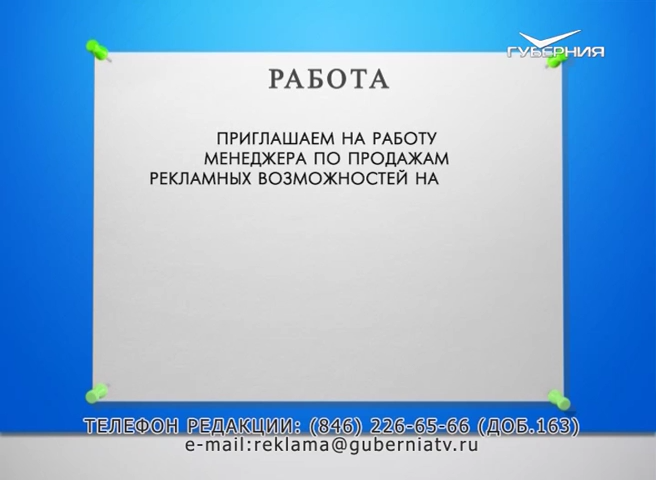 ГУБЕРНИЯ
РАБОТА
ПРИГЛАШАЕМ НА РАБОТУ
МЕНЕДЖЕРА ПО ПРОДАЖАМ
РЕКЛАМНЫХ ВОЗМОЖНОСТЕЙ НА
ТЕЛЕФОН РЕДАКЦИИ: (846) 226-65-66 (ДОБ.163)
e-mail:reklama@guberniatv.ru